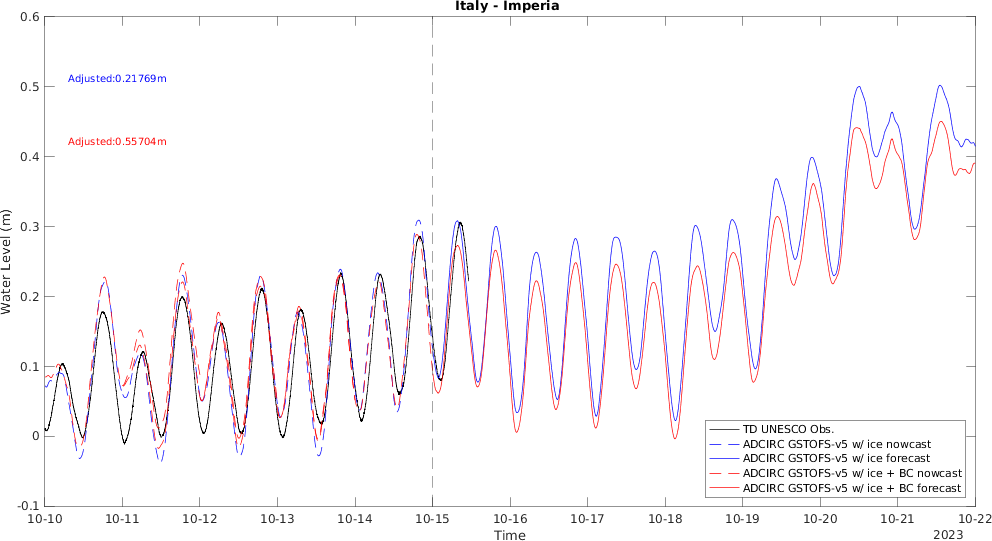 Italy - Imperia
Water Level (m)
0.6
0.5
0.4
0.3
0.2
0.1
0
-0.1
Adjusted:0.21769m
Adjusted:0.55704m
TD UNESCO Obs.
ADCIRC GSTOFS-v5 w/ ice nowcast
ADCIRC GSTOFS-v5 w/ ice forecast
ADCIRC GSTOFS-v5 w/ ice + BC nowcast
ADCIRC GSTOFS-v5 w/ ice + BC forecast
10-10 10-11 10-12 10-13 10-14 10-15 10-16 10-17 10-18 10-19 10-20 10-21 10-22
Time
2023